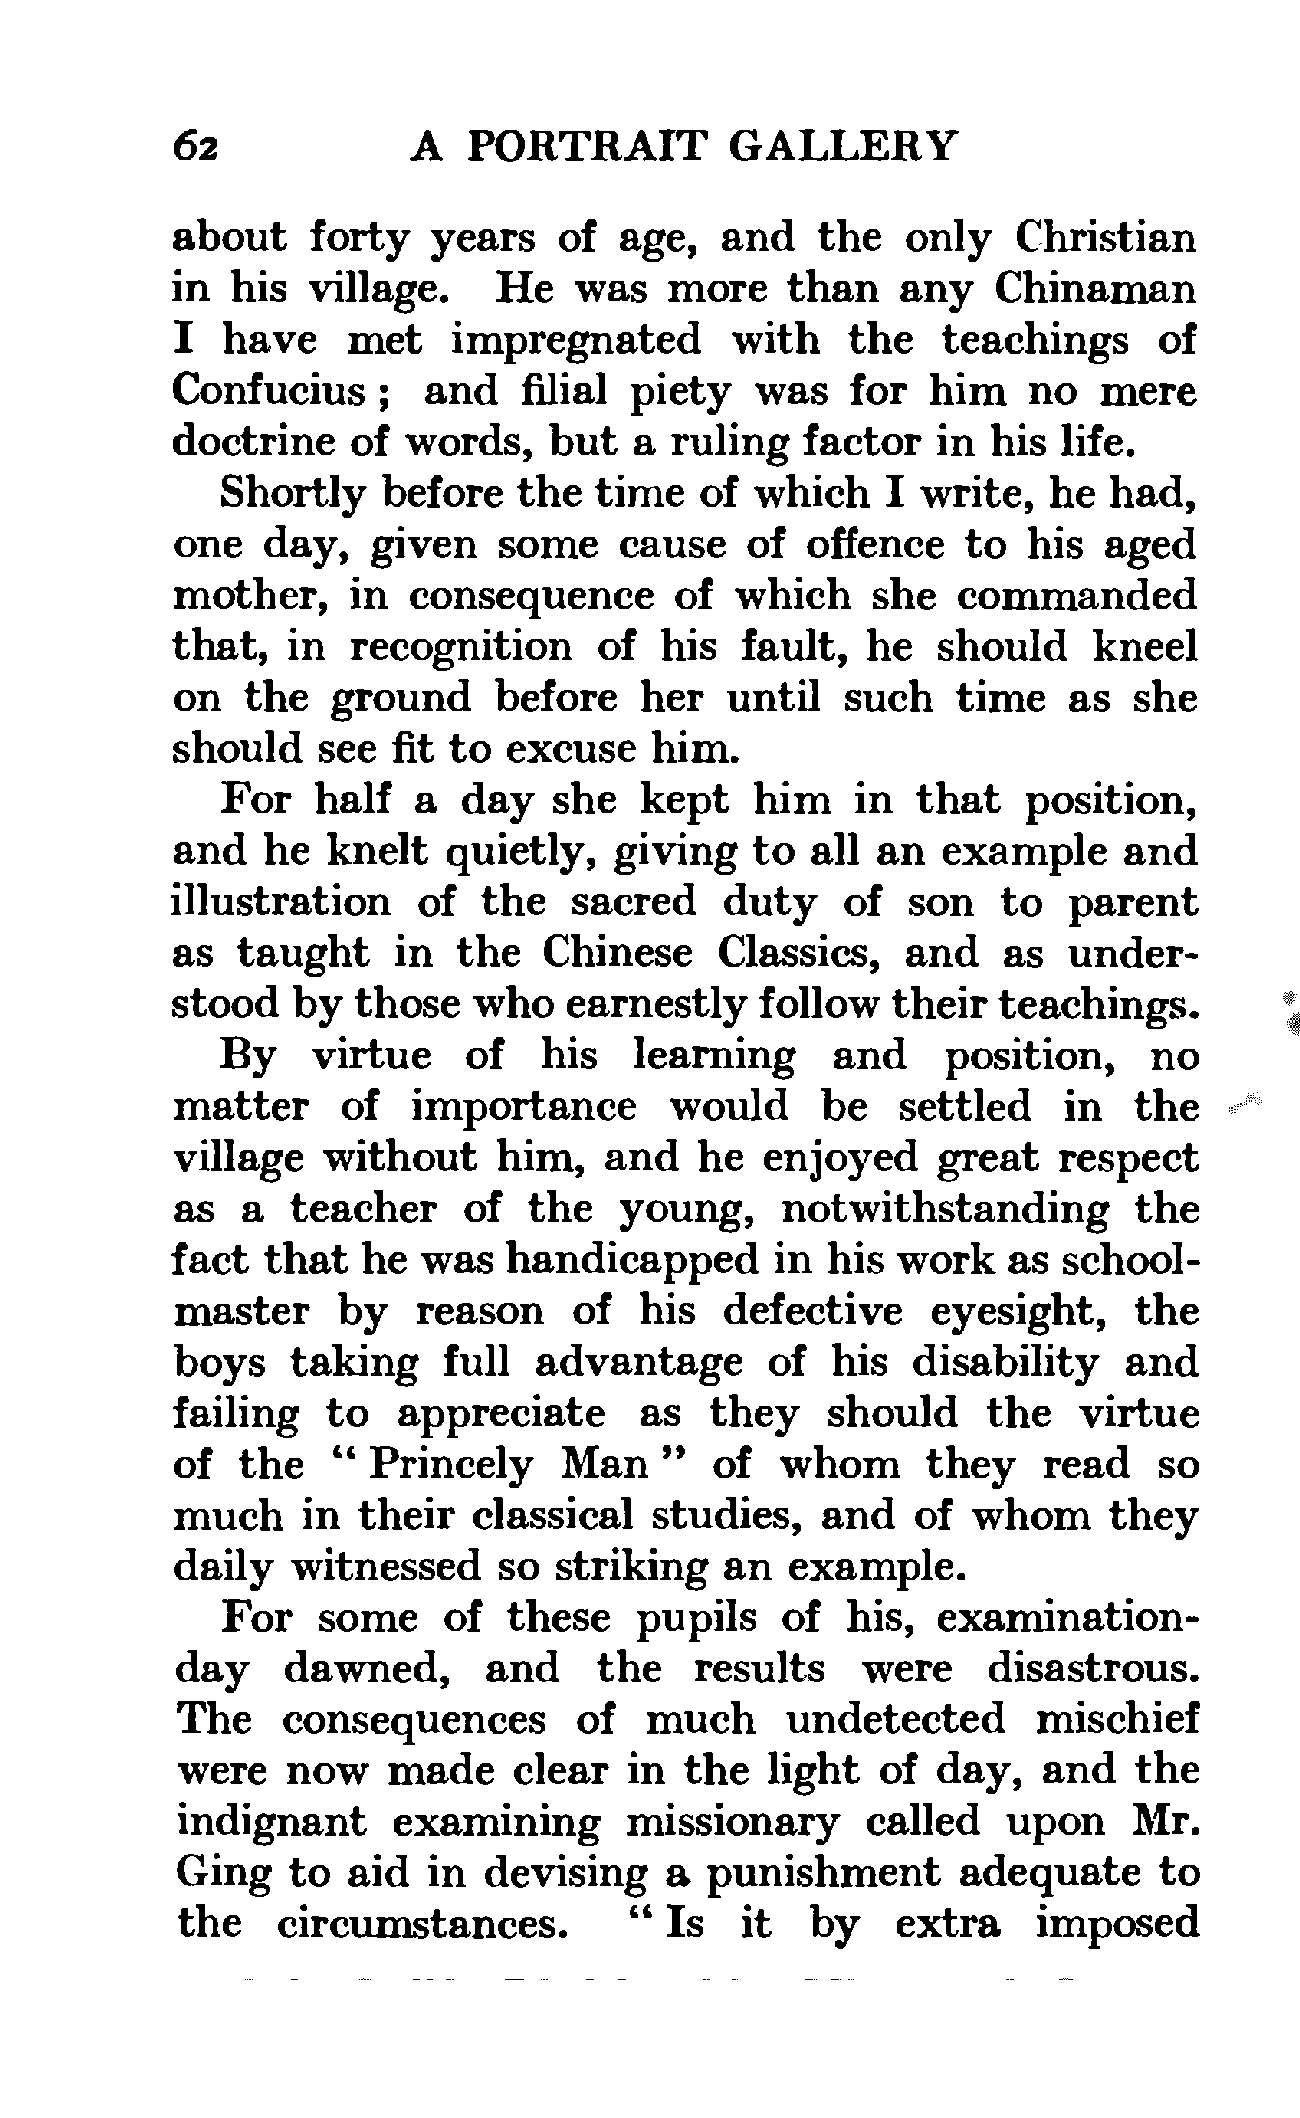 62 A PORTRAIT GALLERY
about forty years of age, and the only Christian
in his village. He was more than any Chinaman
I have met impregnated with the teachings of
Confucius ; and filial piety was for him no mere
doctrine of words, but a ruling factor in his life.
Shortly before the time of which I write, he had,
one day, given some cause of offence to his aged
mother, in consequence of which she commanded
that, in recognition of his fault, he should kneel
on the ground before her until such time as she
should see fit to excuse him.
For half a day she kept him in that position,
and he knelt quietly, giving to all an example and
illustration of the sacred duty of son to parent
as taught in the Chinese Classics, and as under-
stood by those who earnestly follow their teachings.
By virtue of his learning and position, no
matter of importance would be settled in the
village without him, and he enjoyed great respect
as a teacher of the young, notwithstanding the
fact that he was handicapped in his work as school-
master by reason of his defective eyesight, the
boys taking full advantage of his disability and
failing to appreciate as they should the virtue
of the “ Princely Man ” of whom they read so
much in their classical studies, and of whom they
daily witnessed so striking an example.
For some of these pupils of his, examination-
day dawned, and the results were disastrous.
The consequences of much undetected mischief
were now made clear in the light of day, and the
indignant examining missionary called upon Mr.
Ging to aid in devising a punishment adequate to
the circumstances. “ Is it by extra imposed